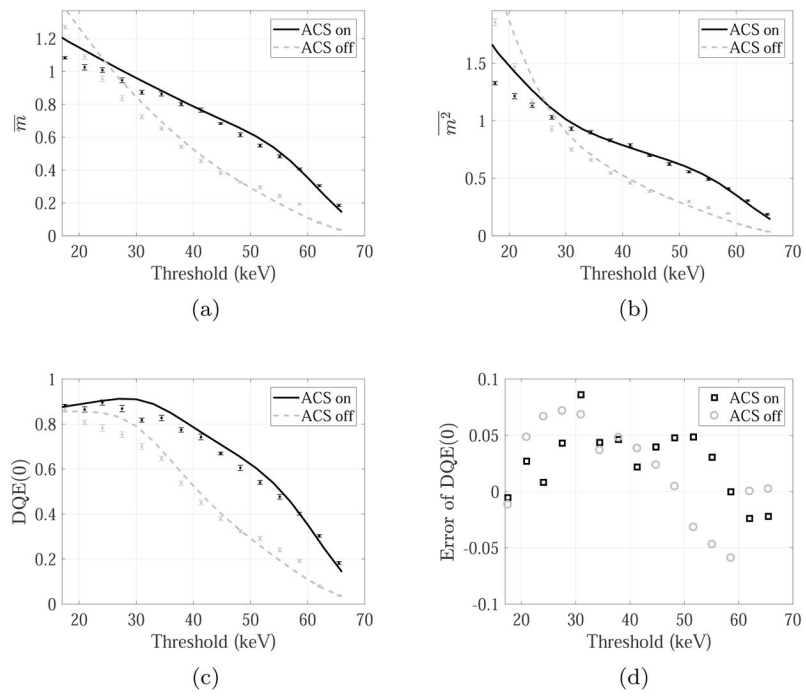 1.2
1
0.8
0.6
0.4
0.2
0
m̅
20 30 40 50 60 70
Threshold (keV)
ACS on
ACS off
(a)
1.5
1
0.5
0
m̅²
20 30 40 50 60 70
Threshold (keV)
ACS on
ACS off
(b)
1
0.8
0.6
0.4
0.2
0
DQE(0)
20 30 40 50 60 70
Threshold (keV)
ACS on
ACS off
(c)
0.1
0.05
0
-0.05
-0.1
Error of DQE(0)
20 30 40 50 60 70
Threshold (keV)
ACS on
ACS off
(d)